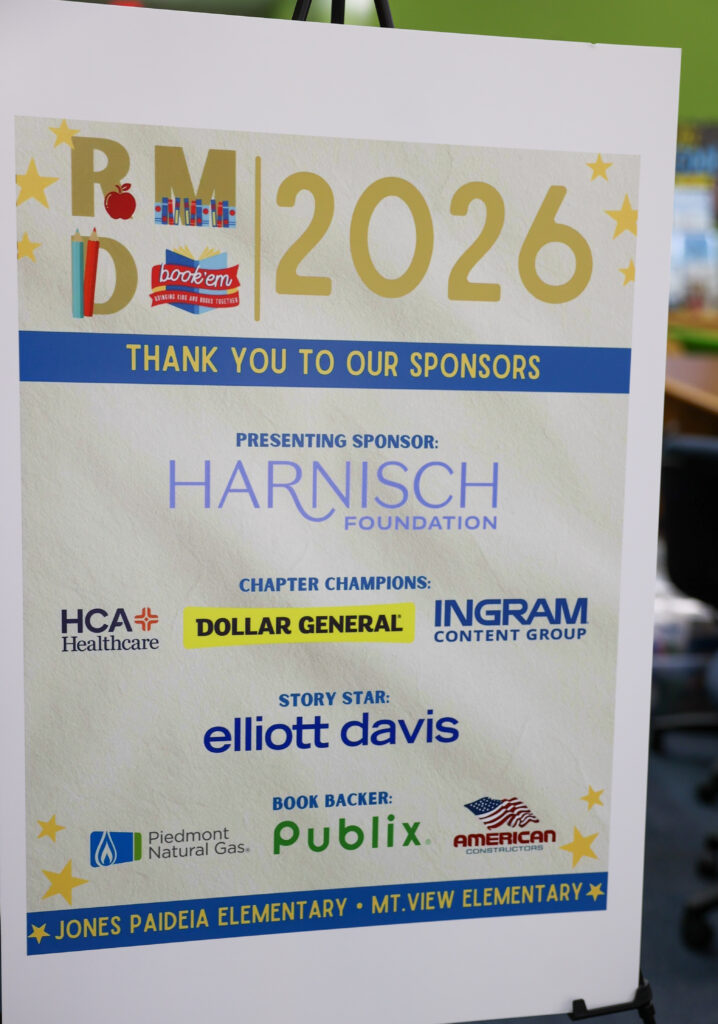 RM
D
book'em
BRINGING KIDS AND BOOKS TOGETHER
2026
THANK YOU TO OUR SPONSORS
PRESENTING SPONSOR:
HARNISCH
FOUNDATION
CHAPTER CHAMPIONS:
HCA
Healthcare
DOLLAR GENERAL
INGRAM
CONTENT GROUP
STORY STAR:
elliott davis
BOOK BACKER:
Piedmont
Natural Gas®
Publix®
AMERICAN
CONSTRUCTORS
JONES PAIDEIA ELEMENTARY • MT.VIEW ELEMENTARY